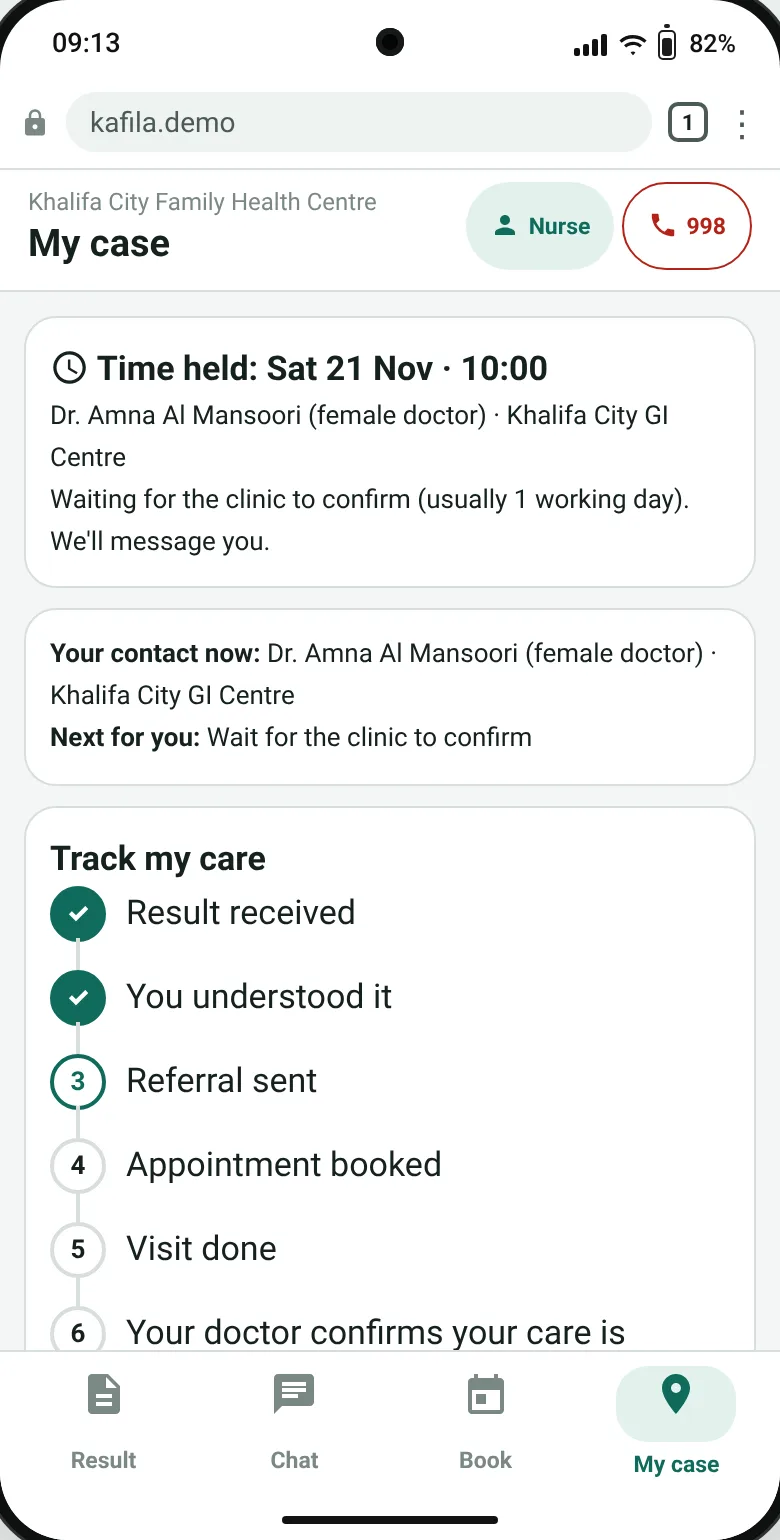 09:13
82%
kafila.demo
1
Khalifa City Family Health Centre
My case
Nurse
998
Time held: Sat 21 Nov · 10:00
Dr. Amna Al Mansoori (female doctor) · Khalifa City GI
Centre
Waiting for the clinic to confirm (usually 1 working day).
We'll message you.
Your contact now: Dr. Amna Al Mansoori (female doctor) ·
Khalifa City GI Centre
Next for you: Wait for the clinic to confirm
Track my care
Result received
You understood it
3 Referral sent
4 Appointment booked
5 Visit done
6 Your doctor confirms your care is
Result
Chat
Book
My case